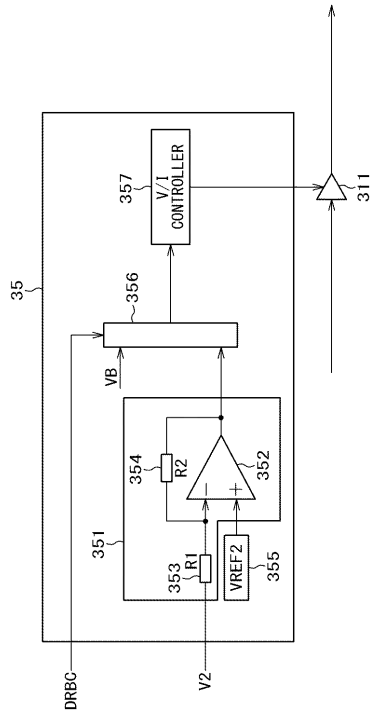 DRBC
35
VB
356
357
V/I
CONTROLLER
351
354
R2
352
353
R1
V2
VREF2
355
311